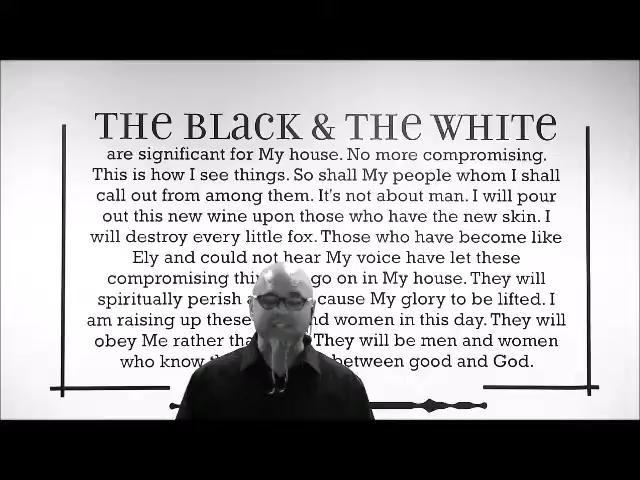 THE BLACK & THE WHITE
are significant for My house. No more compromising.
This is how I see things. So shall My people whom I shall
call out from among them. It's not about man. I will pour
out this new wine upon those who have the new skin. I
will destroy every little fox. Those who have become like
Ely and could not hear My voice have let these
compromising go on in My house. They will
spiritually perish cause My glory to be lifted. I
am raising up these women in this day. They will
obey Me rather They will be men and women
who know between good and God.